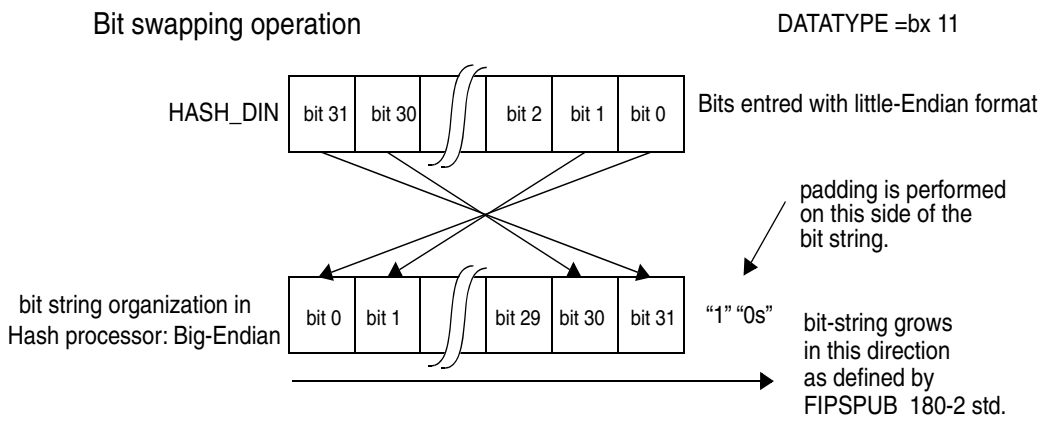 Bit swapping operation
DATATYPE =bx 11
HASH_DIN
bit 31 bit 30 bit 2 bit 1 bit 0
Bits entred with little-Endian format
padding is performed
on this side of the
bit string.
bit string organization in
Hash processor: Big-Endian
bit 0 bit 1 bit 29 bit 30 bit 31
“1” “0s”
bit-string grows
in this direction
as defined by
FIPSPUB 180-2 std.